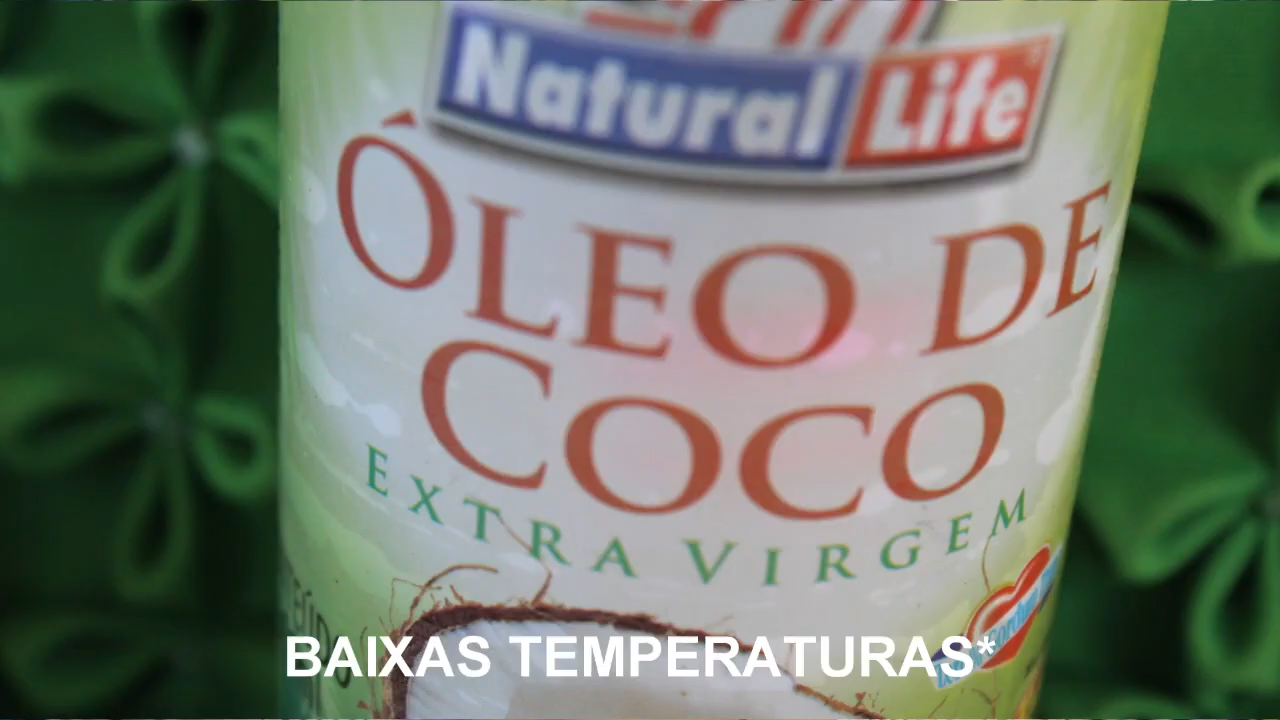 Natural Life
ÓLEO DE
COCO
EXTRA VIRGEM
BAIXAS TEMPERATURAS*